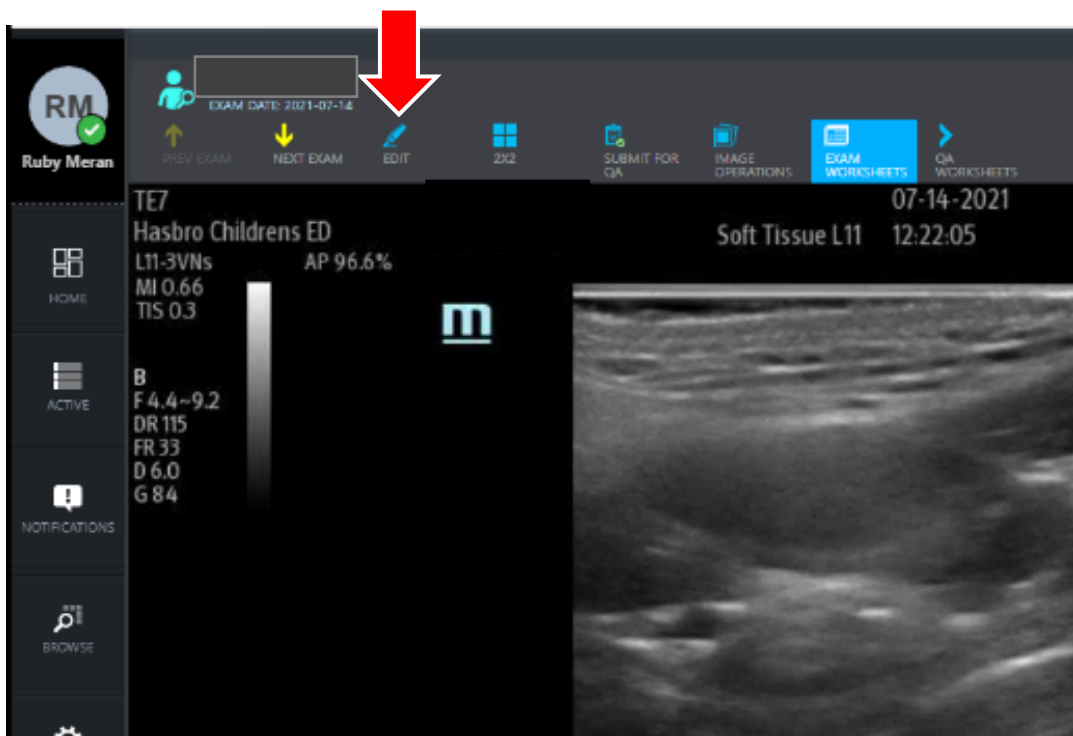 RM
Ruby Meran
HOME
ACTIVE
NOTIFICATIONS
BROWSE
EXAM DATE: 2021-07-14
PREV EXAM
NEXT EXAM
EDIT
2X2
SUBMIT FOR
QA
IMAGE
OPERATIONS
EXAM
WORKSHEETS
QA
WORKSHEETS
TE7
07-14-2021
Hasbro Childrens ED
Soft Tissue L11
12:22:05
L11-3VNs
AP 96.6%
MI 0.66
TIS 0.3
m
B
F 4.4~9.2
DR 115
FR 33
D 6.0
G 84